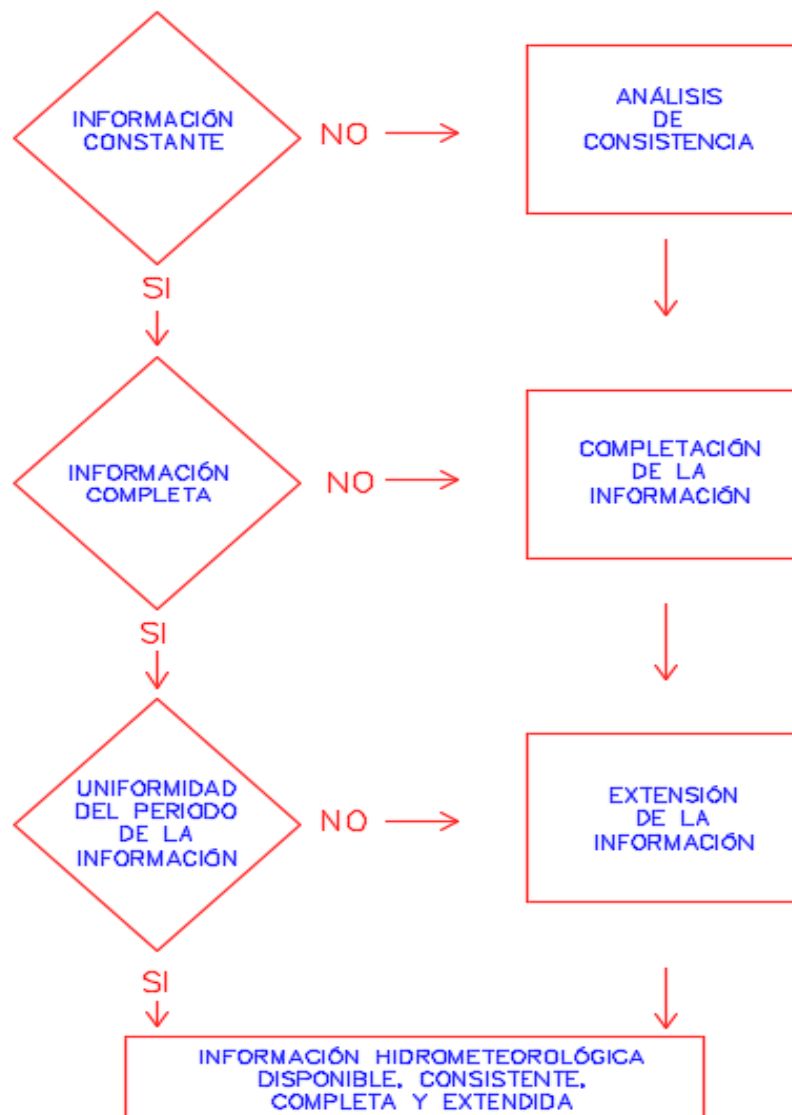 INFORMACIÓN
CONSTANTE
NO
ANÁLISIS
DE
CONSISTENCIA
SI
INFORMACIÓN
COMPLETA
NO
COMPLETACIÓN
DE LA
INFORMACIÓN
SI
UNIFORMIDAD
DEL PERIODO
DE LA
INFORMACIÓN
NO
EXTENSIÓN
DE LA
INFORMACIÓN
SI
INFORMACIÓN HIDROMETEOROLÓGICA
DISPONIBLE, CONSISTENTE,
COMPLETA Y EXTENDIDA